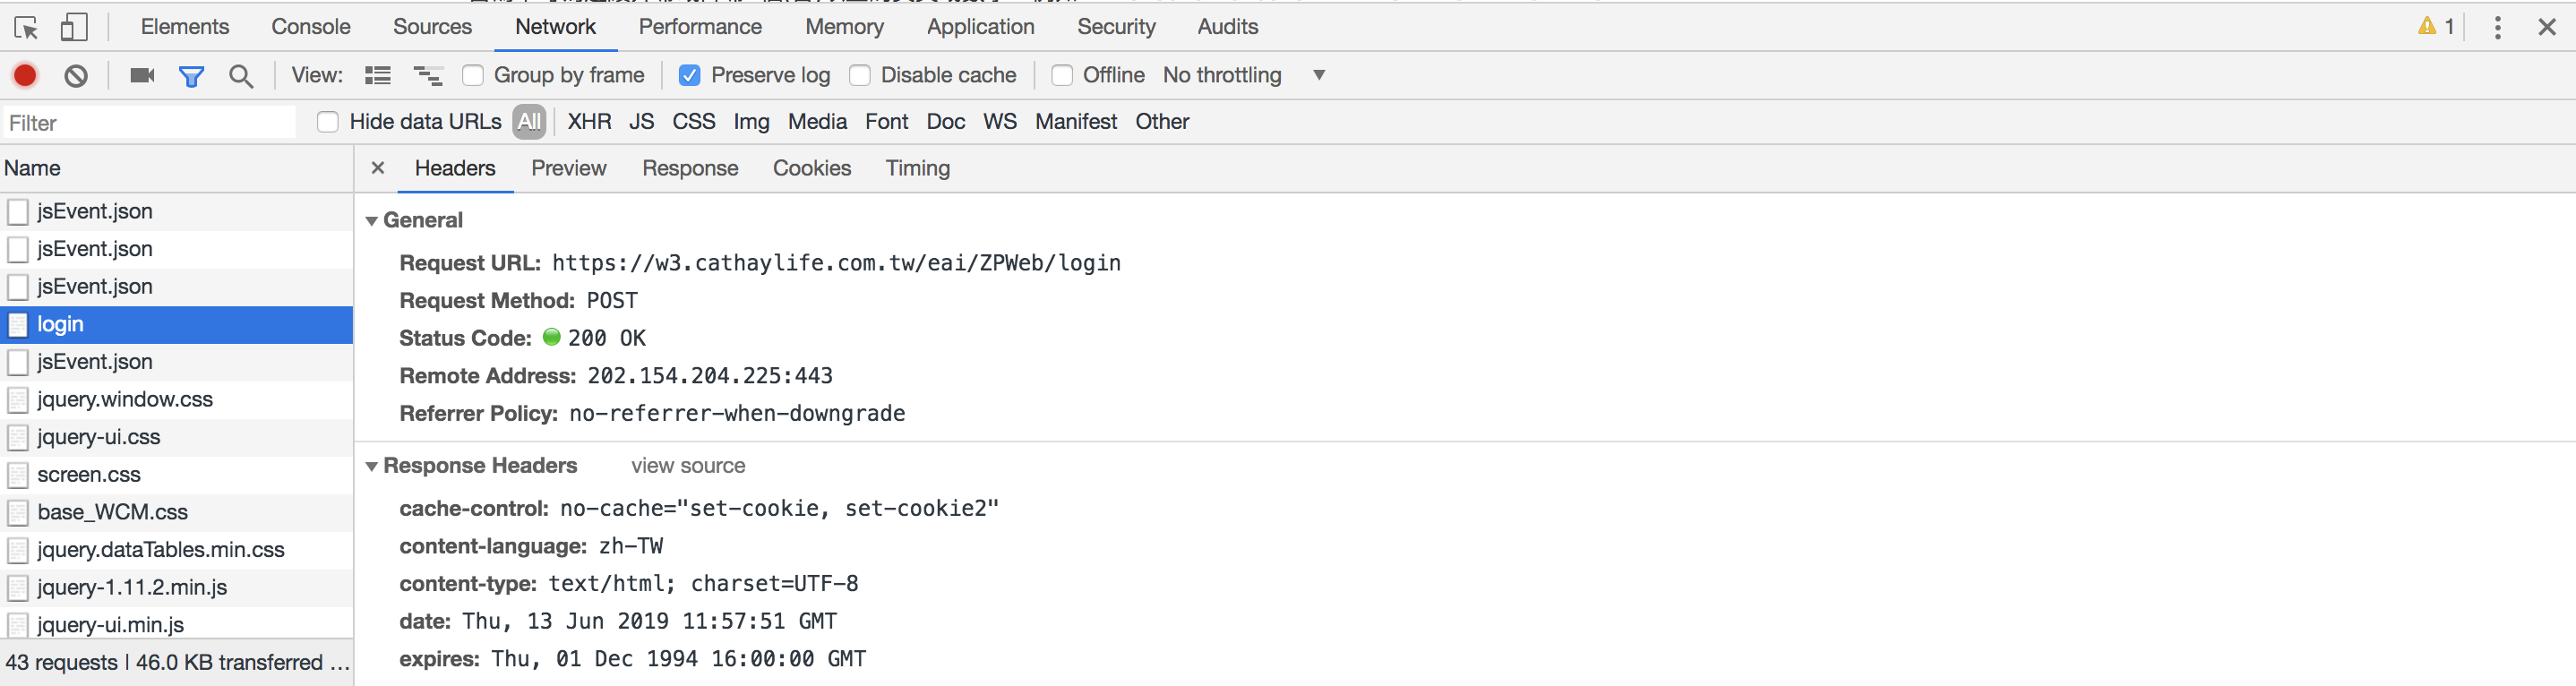 Elements Console Sources Network Performance Memory Application Security Audits 1
View: Group by frame Preserve log Disable cache Offline No throttling
Filter Hide data URLs All XHR JS CSS Img Media Font Doc WS Manifest Other
Name
jsEvent.json
jsEvent.json
jsEvent.json
login
jsEvent.json
jquery.window.css
jquery-ui.css
screen.css
base_WCM.css
jquery.dataTables.min.css
jquery-1.11.2.min.js
jquery-ui.min.js
43 requests | 46.0 KB transferred ...
Headers Preview Response Cookies Timing
General
Request URL: https://w3.cathaylife.com.tw/eai/ZPWeb/login
Request Method: POST
Status Code: 200 OK
Remote Address: 202.154.204.225:443
Referrer Policy: no-referrer-when-downgrade
Response Headers view source
cache-control: no-cache="set-cookie, set-cookie2"
content-language: zh-TW
content-type: text/html; charset=UTF-8
date: Thu, 13 Jun 2019 11:57:51 GMT
expires: Thu, 01 Dec 1994 16:00:00 GMT